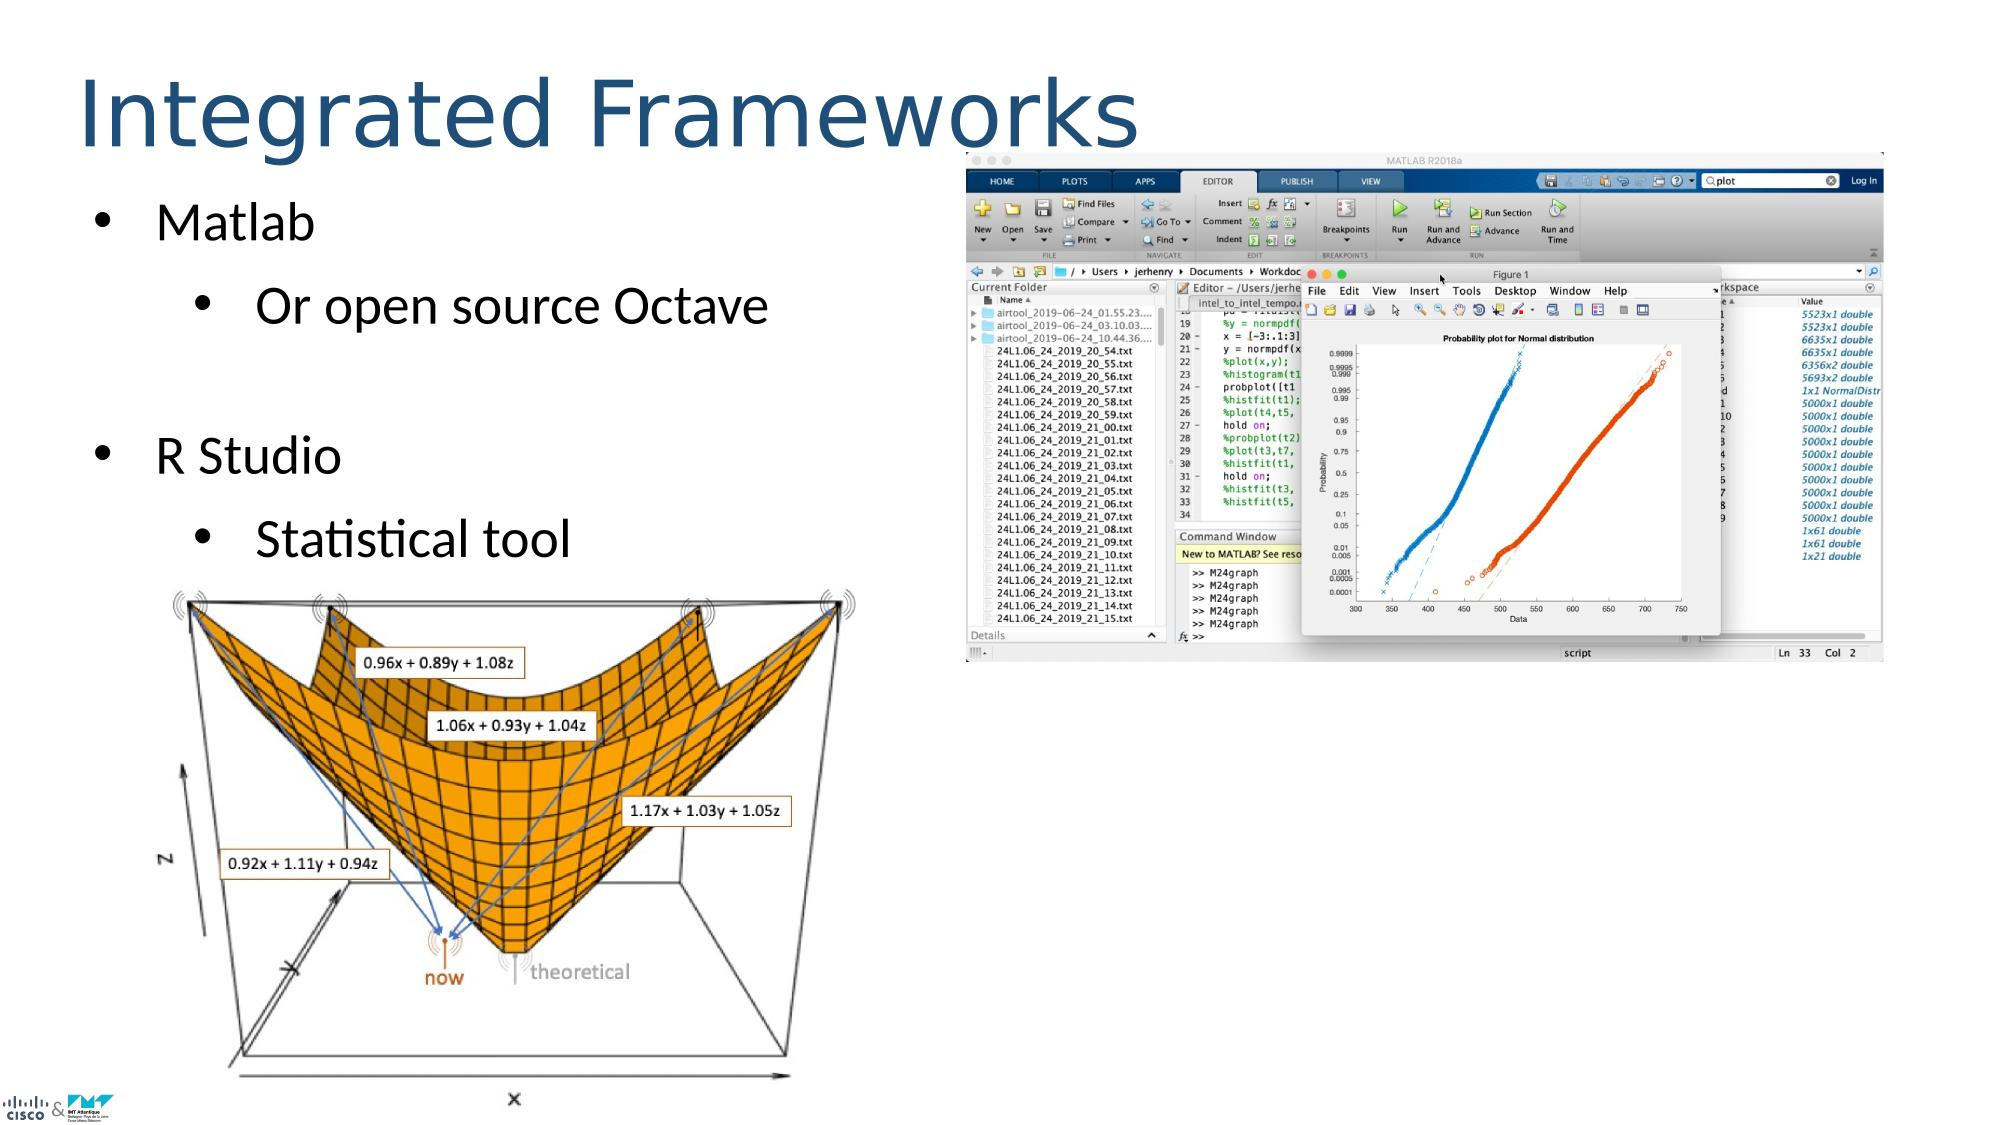 Integrated Frameworks
• Matlab
• Or open source Octave
• R Studio
• Statistical tool
MATLAB R2018a
HOME PLOTS APPS EDITOR PUBLISH VIEW
plot
Log In
New Open Save
Find Files
Compare
Print
Go To
Find
Insert
Comment
Indent
Breakpoints
Run
Run and Advance
Run Section
Advance
Run and Time
FILE NAVIGATE EDIT BREAKPOINTS RUN
/ Users jerhenry Documents Workdoc
Current Folder
Name
airtool_2019-06-24_01.55.23....
airtool_2019-06-24_03.10.03....
airtool_2019-06-24_10.44.36....
24L1.06_24_2019_20_54.txt
24L1.06_24_2019_20_55.txt
24L1.06_24_2019_20_56.txt
24L1.06_24_2019_20_57.txt
24L1.06_24_2019_20_58.txt
24L1.06_24_2019_20_59.txt
24L1.06_24_2019_21_00.txt
24L1.06_24_2019_21_01.txt
24L1.06_24_2019_21_02.txt
24L1.06_24_2019_21_03.txt
24L1.06_24_2019_21_04.txt
24L1.06_24_2019_21_05.txt
24L1.06_24_2019_21_06.txt
24L1.06_24_2019_21_07.txt
24L1.06_24_2019_21_08.txt
24L1.06_24_2019_21_09.txt
24L1.06_24_2019_21_10.txt
24L1.06_24_2019_21_11.txt
24L1.06_24_2019_21_12.txt
24L1.06_24_2019_21_13.txt
24L1.06_24_2019_21_14.txt
24L1.06_24_2019_21_15.txt
Details
Editor – /Users/jerhe
intel_to_intel_tempo.
19 %y = normpdf(
20 – x = [-3:.1:3]
21 – y = normpdf(x
22 %plot(x,y);
23 %histogram(t1
24 – probplot([t1
25 %histfit(t1);
26 %plot(t4,t5,
27 – hold on;
28 %probplot(t2)
29 %plot(t3,t7,
30 %histfit(t1,
31 – hold on;
32 %histfit(t3,
33 %histfit(t5,
34
Command Window
New to MATLAB? See reso
>> M24graph
>> M24graph
>> M24graph
>> M24graph
>> M24graph
fx >>
Figure 1
File Edit View Insert Tools Desktop Window Help
Probability plot for Normal distribution
0.9999
0.9995
0.999
0.995
0.99
0.95
0.9
0.75
0.5
0.25
0.1
0.05
0.01
0.005
0.001
0.0005
0.0001
Probability
300 350 400 450 500 550 600 650 700 750
Data
rkspace
Value
5523x1 double
5523x1 double
6635x1 double
6635x1 double
6356x2 double
5693x2 double
1x1 NormalDistr
5000x1 double
5000x1 double
5000x1 double
5000x1 double
5000x1 double
5000x1 double
5000x1 double
5000x1 double
5000x1 double
5000x1 double
1x61 double
1x61 double
1x21 double
script
Ln 33 Col 2
0.96x + 0.89y + 1.08z
1.06x + 0.93y + 1.04z
1.17x + 1.03y + 1.05z
0.92x + 1.11y + 0.94z
now
theoretical
z
y
x
CISCO & IMT Atlantique